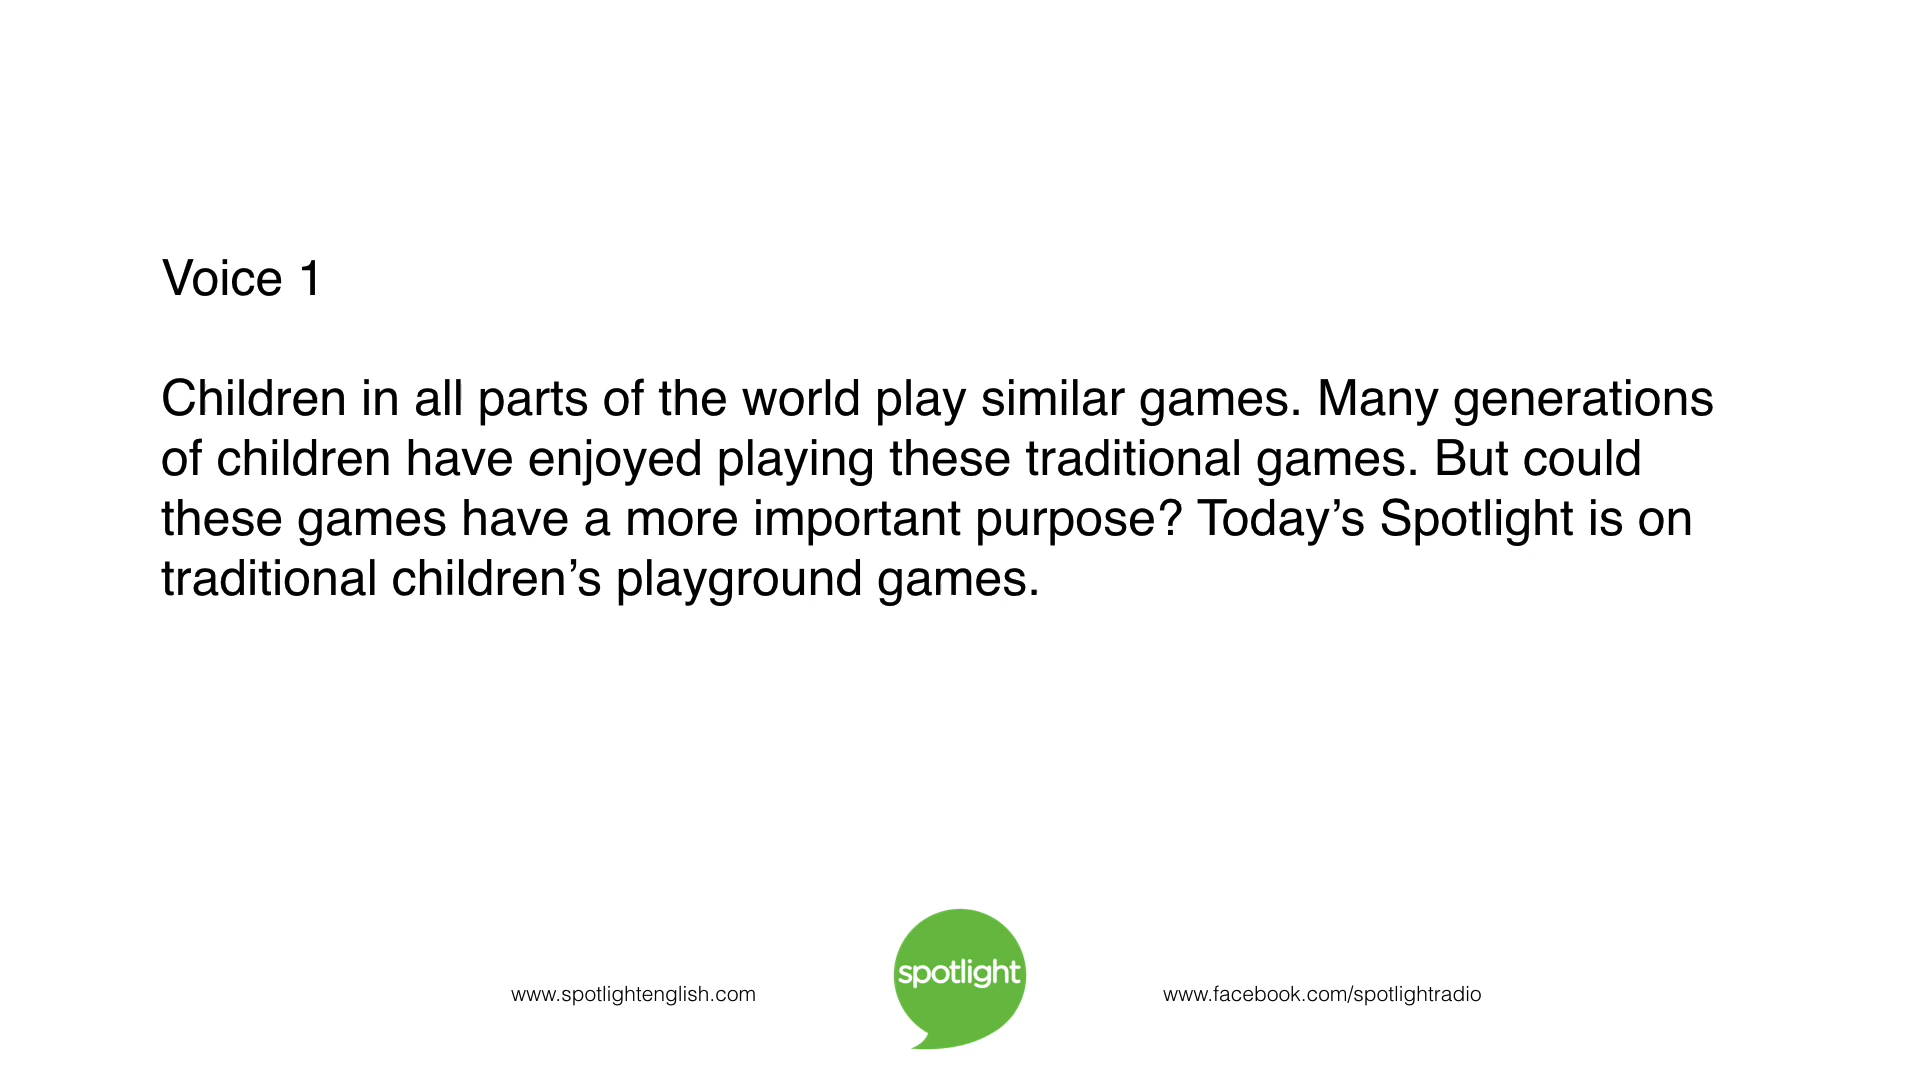 Voice 1
Children in all parts of the world play similar games. Many generations
of children have enjoyed playing these traditional games. But could
these games have a more important purpose? Today’s Spotlight is on
traditional children’s playground games.
www.spotlightenglish.com
spotlight
www.facebook.com/spotlightradio